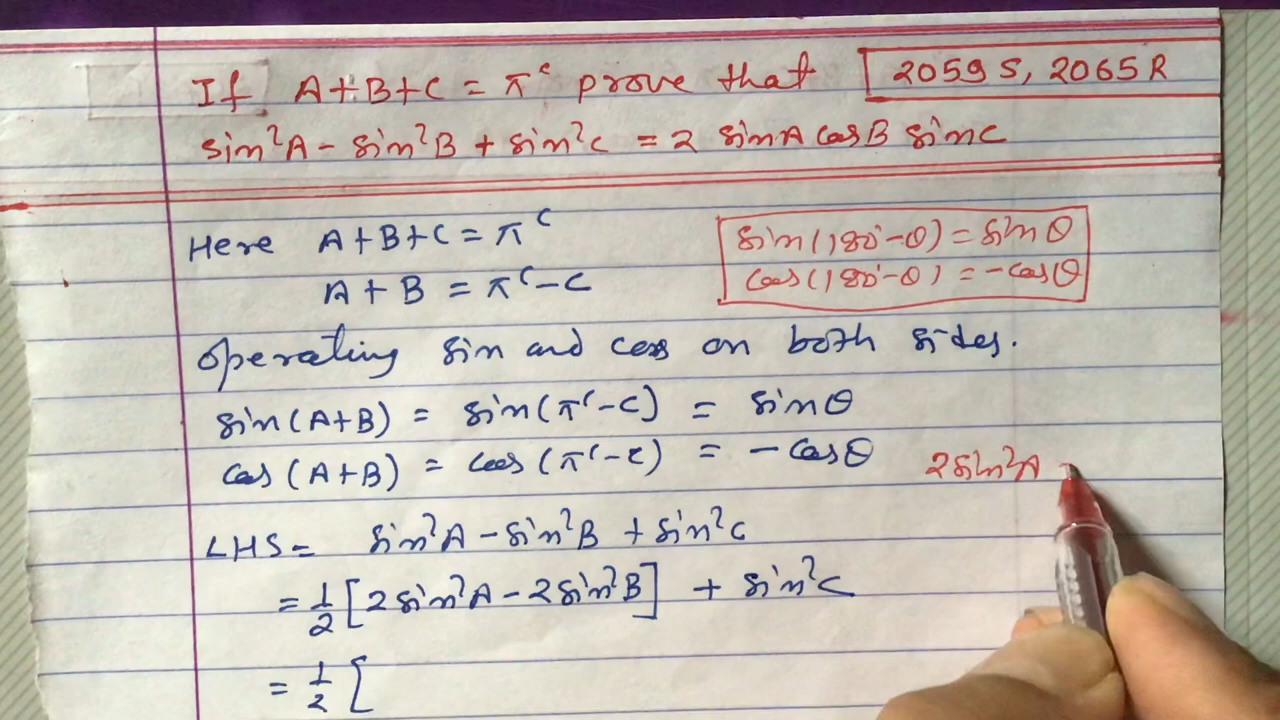 If A+B+C = π^c prove that 2059 S, 2065 R
sin²A - sin²B + sin²C = 2 sinA cosB sinC
Here A+B+C = π^c
A + B = π^c - C
sin(180°-θ) = sinθ
cos(180°-θ) = -cosθ
operating sin and cos on both sides.
sin(A+B) = sin(π^c - C) = sinθ
cos(A+B) = cos(π^c - C) = -cosθ
2sin²A
LHS = sin²A - sin²B + sin²C
= 1/2 [2sin²A - 2sin²B] + sin²C
= 1/2 [